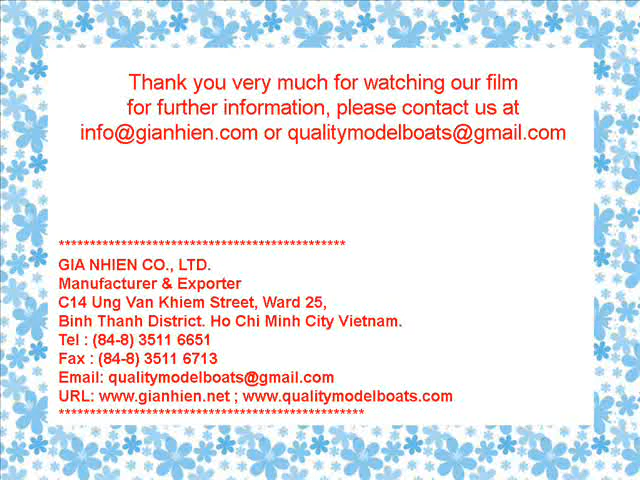 Thank you very much for watching our film
for further information, please contact us at
info@gianhien.com or qualitymodelboats@gmail.com
**********************************************
GIA NHIEN CO., LTD.
Manufacturer & Exporter
C14 Ung Van Khiem Street, Ward 25,
Binh Thanh District. Ho Chi Minh City Vietnam.
Tel : (84-8) 3511 6651
Fax : (84-8) 3511 6713
Email: qualitymodelboats@gmail.com
URL: www.gianhien.net ; www.qualitymodelboats.com
*************************************************